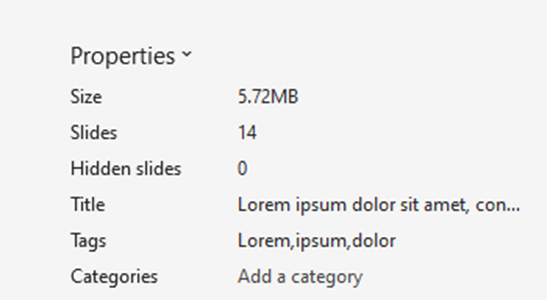 Properties
Size 5.72MB
Slides 14
Hidden slides 0
Title Lorem ipsum dolor sit amet, con...
Tags Lorem,ipsum,dolor
Categories Add a category